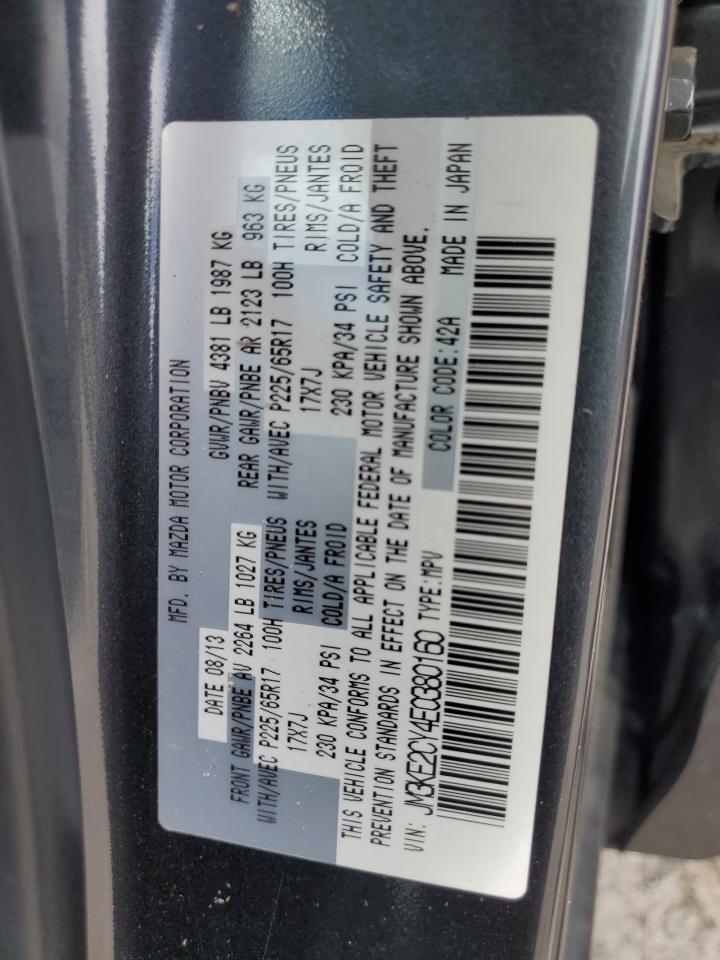 MFD. BY MAZDA MOTOR CORPORATION
DATE 08/13 GVWR/PNBV 4381 LB 1987 KG
FRONT GAWR/PNBE AV 2264 LB 1027 KG REAR GAWR/PNBE AR 2123 LB 963 KG
WITH/AVEC P225/65R17 100H TIRES/PNEUS WITH/AVEC P225/65R17 100H TIRES/PNEUS
17X7J RIMS/JANTES 17X7J RIMS/JANTES
230 KPA/34 PSI COLD/A FROID 230 KPA/34 PSI COLD/A FROID
THIS VEHICLE CONFORMS TO ALL APPLICABLE FEDERAL MOTOR VEHICLE SAFETY AND THEFT
PREVENTION STANDARDS IN EFFECT ON THE DATE OF MANUFACTURE SHOWN ABOVE.
VIN: JM3KE2CY4E0380160 TYPE:MPV COLOR CODE:42A MADE IN JAPAN